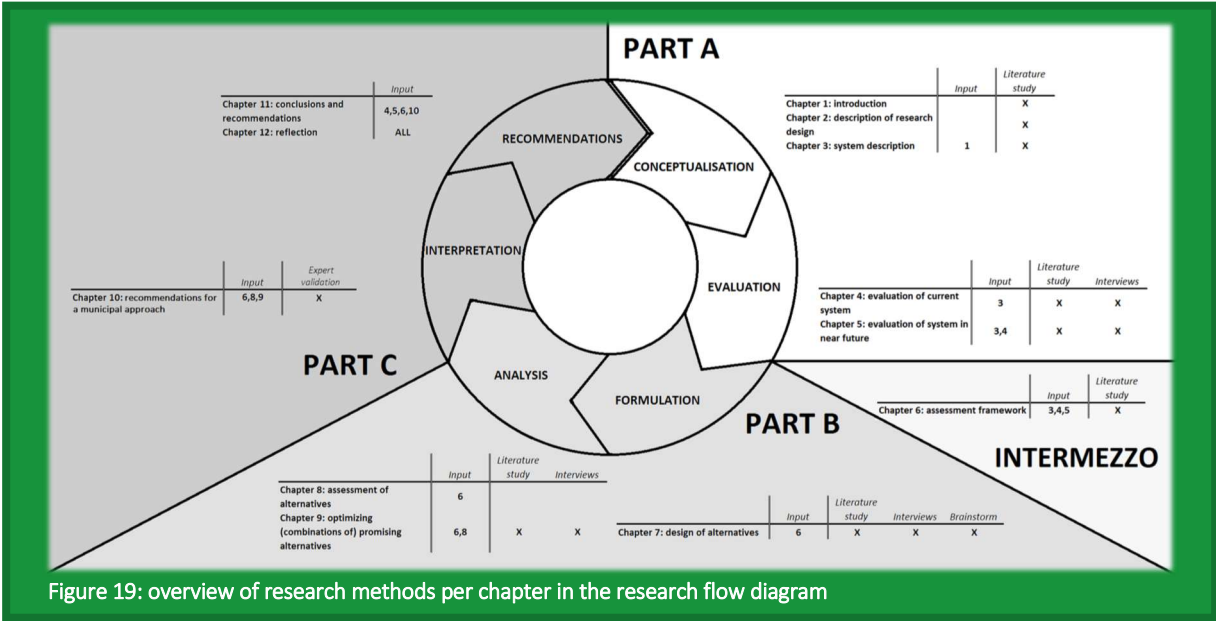 PART A
Input
Literature
study
Chapter 1: introduction X
Chapter 2: description of research
design X
Chapter 3: system description 1 X
Input
Chapter 11: conclusions and
recommendations 4,5,6,10
Chapter 12: reflection ALL
RECOMMENDATIONS
CONCEPTUALISATION
INTERPRETATION
EVALUATION
ANALYSIS
FORMULATION
Input
Expert
validation
Chapter 10: recommendations for 6,8,9 X
a municipal approach
Input
Literature
study
Interviews
Chapter 4: evaluation of current
system 3 X X
Chapter 5: evaluation of system in
near future 3,4 X X
PART C
PART B
Input
Literature
study
Chapter 6: assessment framework 3,4,5 X
INTERMEZZO
Input
Literature
study
Interviews
Chapter 8: assessment of
alternatives 6
Chapter 9: optimizing
(combinations of) promising 6,8 X X
alternatives
Input
Literature
study
Interviews
Brainstorm
Chapter 7: design of alternatives 6 X X X
Figure 19: overview of research methods per chapter in the research flow diagram